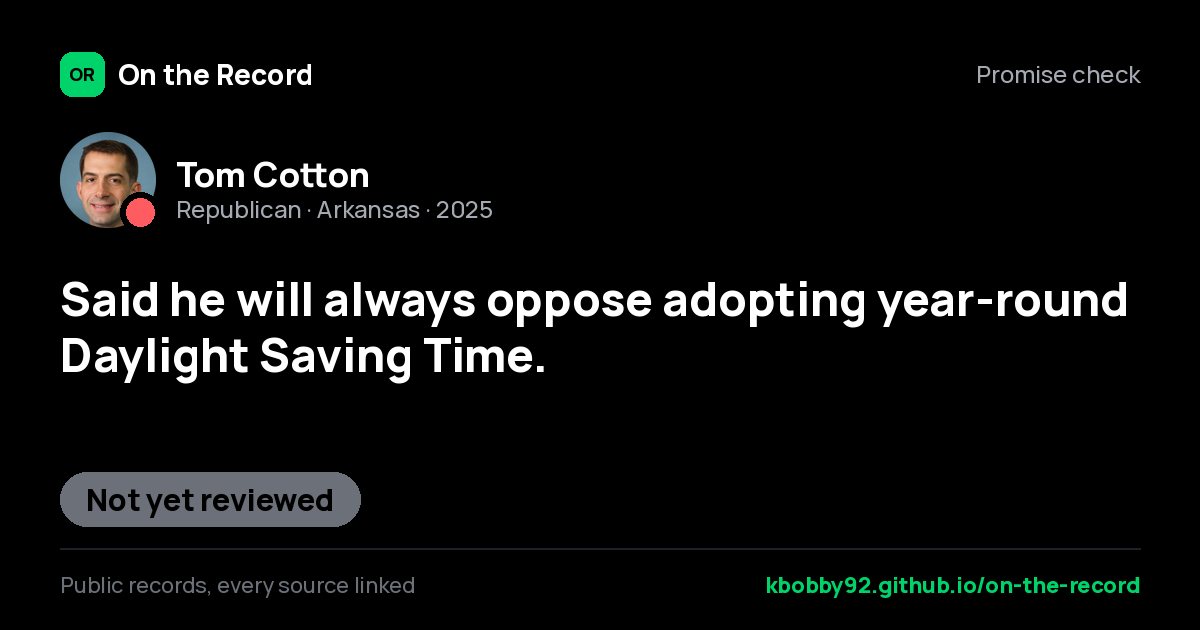 OR On the Record
Promise check
Tom Cotton
Republican · Arkansas · 2025
Said he will always oppose adopting year-round
Daylight Saving Time.
Not yet reviewed
Public records, every source linked
kbobby92.github.io/on-the-record